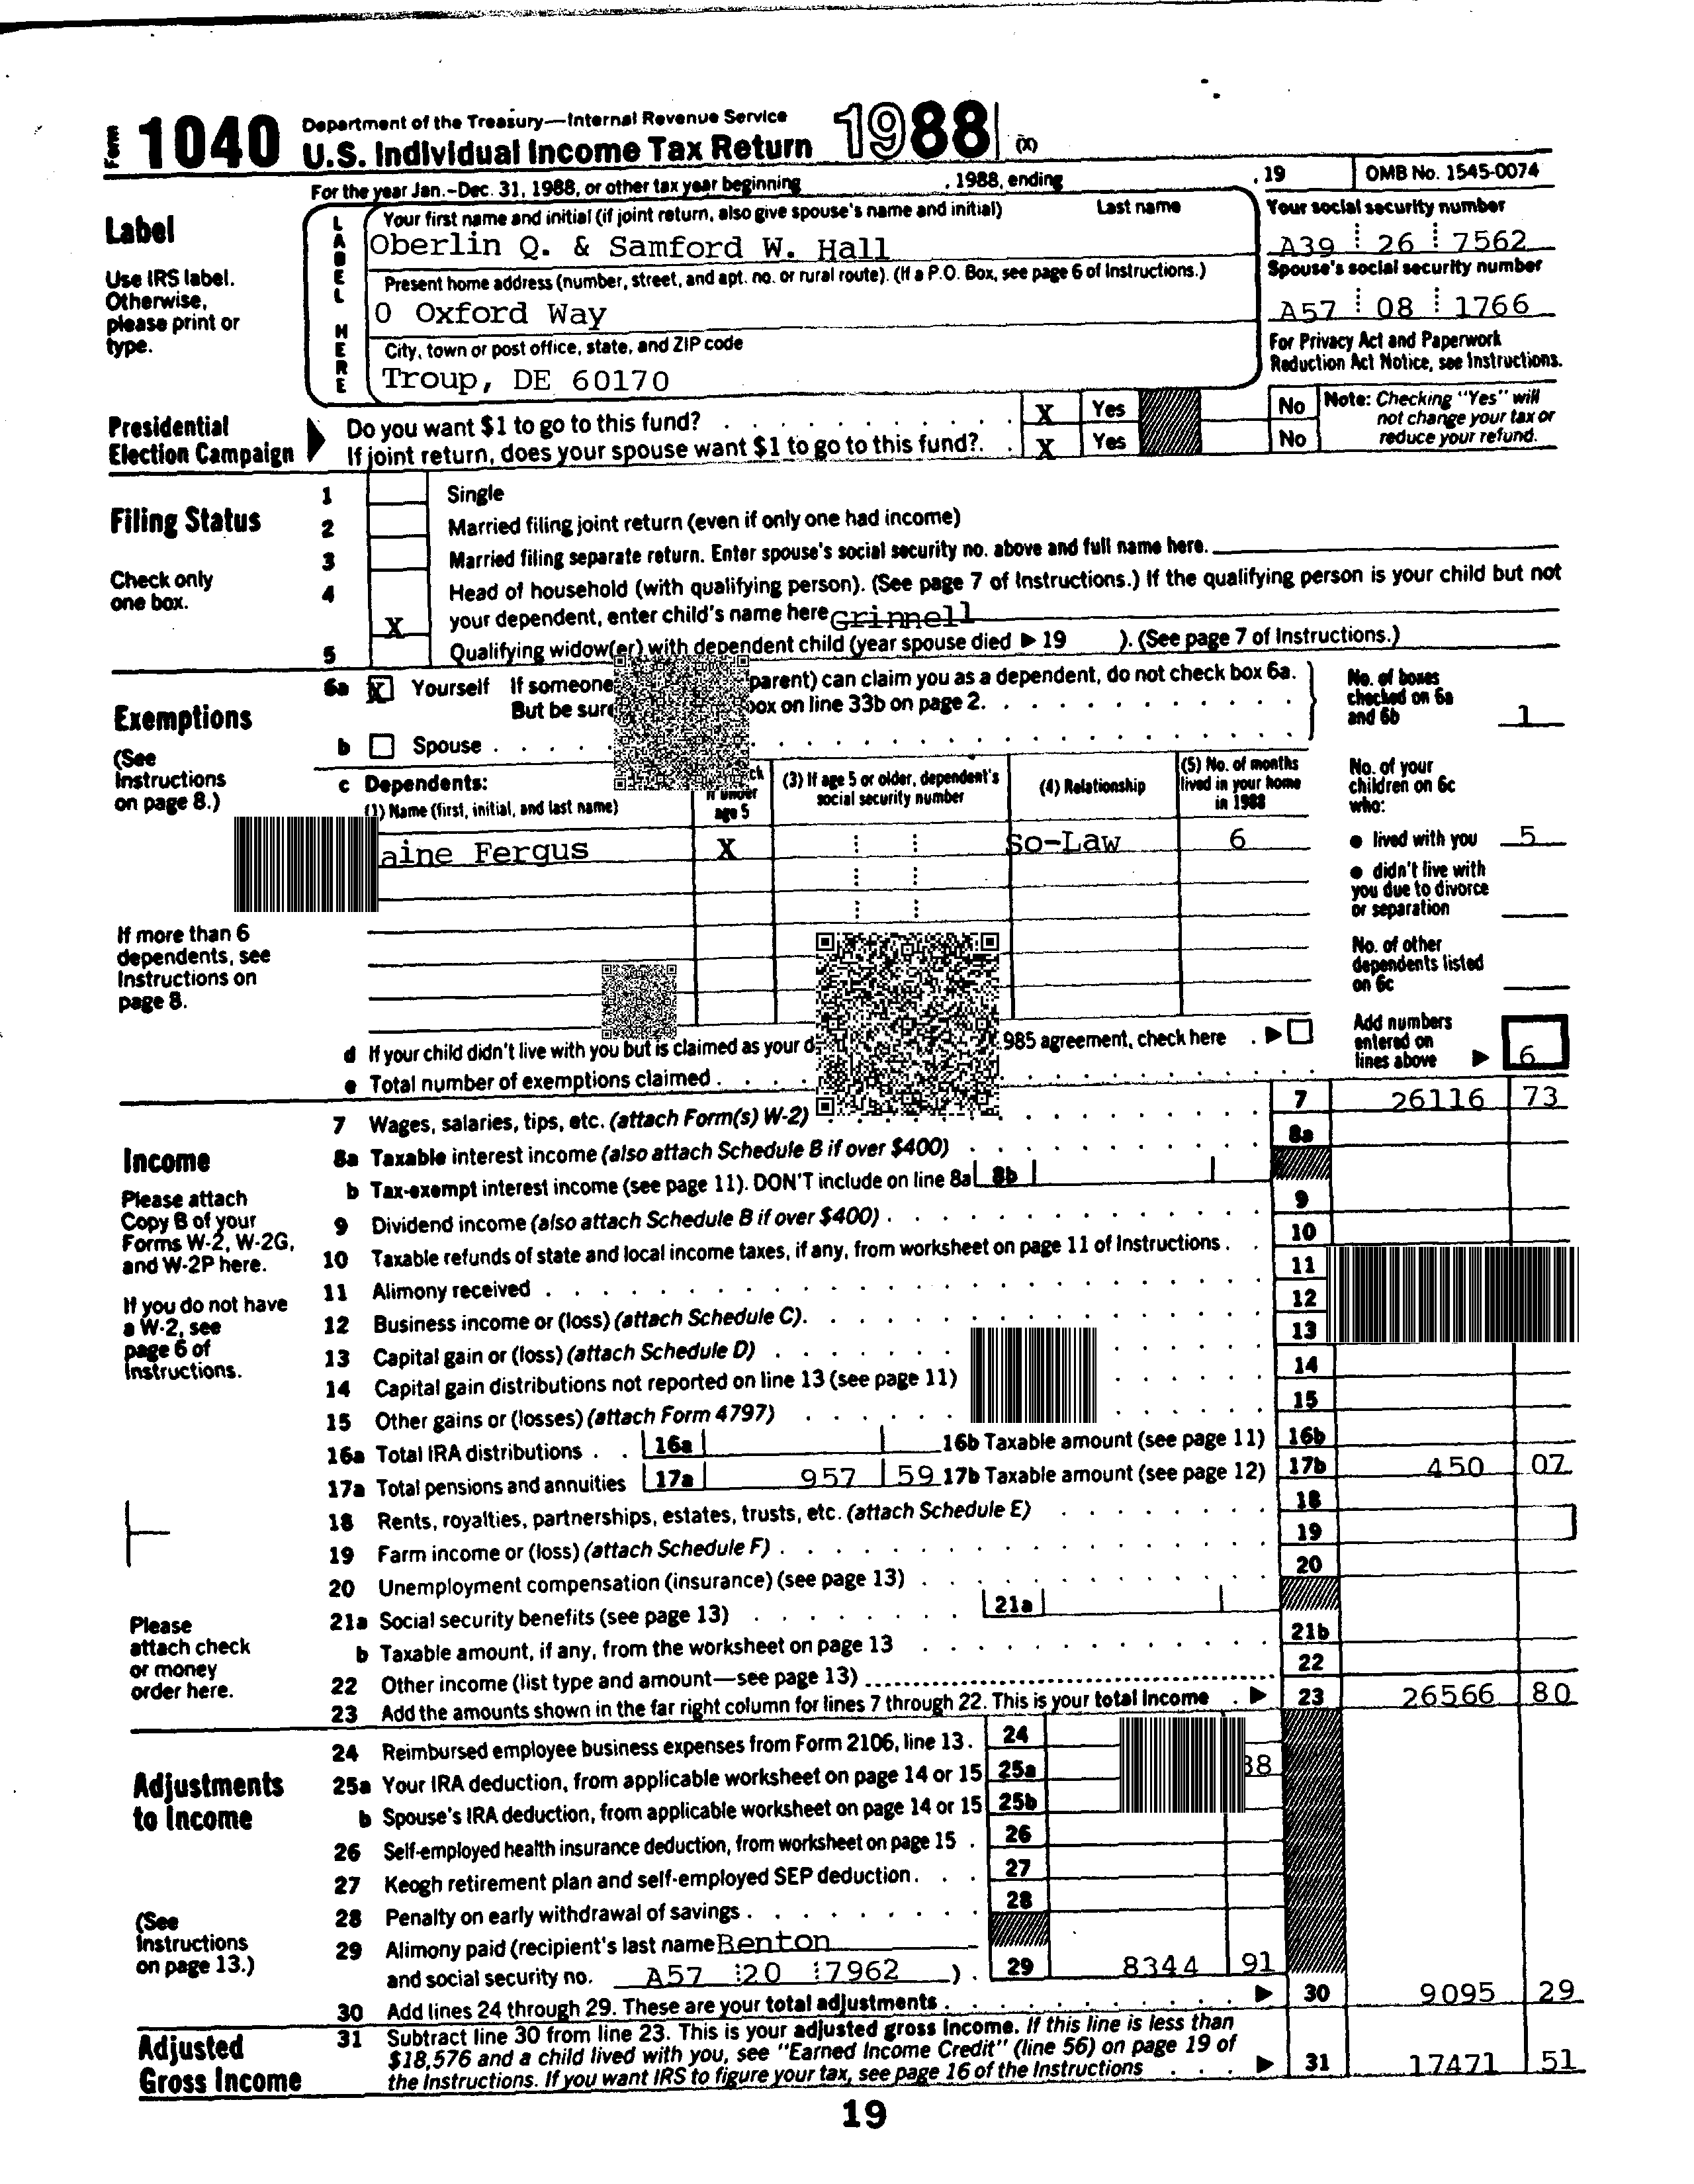 Form 1040 Department of the Treasury—Internal Revenue Service
U.S. Individual Income Tax Return 1988 (X)
For the year Jan.-Dec. 31, 1988, or other tax year beginning , 1988, ending , 19 OMB No. 1545-0074
Label
Use IRS label.
Otherwise,
please print or
type.
LABEL HERE
Your first name and initial (if joint return, also give spouse's name and initial) Last name
Oberlin Q. & Samford W. Hall
Your social security number
A39 26 7562
Present home address (number, street, and apt. no. or rural route). (If a P.O. Box, see page 6 of Instructions.)
0 Oxford Way
Spouse's social security number
A57 08 1766
City, town or post office, state, and ZIP code
Troup, DE 60170
For Privacy Act and Paperwork
Reduction Act Notice, see Instructions.
Presidential
Election Campaign
Do you want $1 to go to this fund? X Yes No
If joint return, does your spouse want $1 to go to this fund? X Yes No
Note: Checking "Yes" will
not change your tax or
reduce your refund.
Filing Status
Check only
one box.
1 Single
2 Married filing joint return (even if only one had income)
3 Married filing separate return. Enter spouse's social security no. above and full name here.
4 Head of household (with qualifying person). (See page 7 of Instructions.) If the qualifying person is your child but not
X your dependent, enter child's name here Grinnell
5 Qualifying widow(er) with dependent child (year spouse died ▶ 19 ). (See page 7 of Instructions.)
Exemptions
(See
Instructions
on page 8.)
6a X Yourself If someone parent) can claim you as a dependent, do not check box 6a.
But be sure box on line 33b on page 2.
b Spouse
No. of boxes
checked on 6a
and 6b 1
c Dependents:
(1) Name (first, initial, and last name)
if under
age 5
(3) If age 5 or older, dependent's
social security number
(4) Relationship
(5) No. of months
lived in your home
in 1988
aine Fergus X So-Law 6
No. of your
children on 6c
who:
● lived with you 5
● didn't live with
you due to divorce
or separation
No. of other
dependents listed
on 6c
If more than 6
dependents, see
Instructions on
page 8.
d If your child didn't live with you but is claimed as your d 985 agreement, check here . ▶
e Total number of exemptions claimed
Add numbers
entered on
lines above ▶ 6
Income
Please attach
Copy B of your
Forms W-2, W-2G,
and W-2P here.
If you do not have
a W-2, see
page 6 of
Instructions.
7 Wages, salaries, tips, etc. (attach Form(s) W-2) 7 26116 73
8a Taxable interest income (also attach Schedule B if over $400) 8a
b Tax-exempt interest income (see page 11). DON'T include on line 8a 8b
9 Dividend income (also attach Schedule B if over $400) 9
10 Taxable refunds of state and local income taxes, if any, from worksheet on page 11 of Instructions 10
11 Alimony received 11
12 Business income or (loss) (attach Schedule C) 12
13 Capital gain or (loss) (attach Schedule D) 13
14 Capital gain distributions not reported on line 13 (see page 11) 14
15 Other gains or (losses) (attach Form 4797) 15
16a Total IRA distributions 16a 16b Taxable amount (see page 11) 16b
17a Total pensions and annuities 17a 957 59 17b Taxable amount (see page 12) 17b 450 07
18 Rents, royalties, partnerships, estates, trusts, etc. (attach Schedule E) 18
19 Farm income or (loss) (attach Schedule F) 19
20 Unemployment compensation (insurance) (see page 13) 20
21a Social security benefits (see page 13) 21a
b Taxable amount, if any, from the worksheet on page 13 21b
22 Other income (list type and amount—see page 13) 22
23 Add the amounts shown in the far right column for lines 7 through 22. This is your total income ▶ 23 26566 80
Please
attach check
or money
order here.
Adjustments
to Income
(See
Instructions
on page 13.)
24 Reimbursed employee business expenses from Form 2106, line 13. 24
25a Your IRA deduction, from applicable worksheet on page 14 or 15 25a 38
b Spouse's IRA deduction, from applicable worksheet on page 14 or 15 25b
26 Self-employed health insurance deduction, from worksheet on page 15 26
27 Keogh retirement plan and self-employed SEP deduction 27
28 Penalty on early withdrawal of savings 28
29 Alimony paid (recipient's last name Benton
and social security no. A57 20 7962 ). 29 8344 91
30 Add lines 24 through 29. These are your total adjustments ▶ 30 9095 29
Adjusted
Gross Income
31 Subtract line 30 from line 23. This is your adjusted gross income. If this line is less than
$18,576 and a child lived with you, see "Earned Income Credit" (line 56) on page 19 of
the Instructions. If you want IRS to figure your tax, see page 16 of the Instructions ▶ 31 17471 51
19